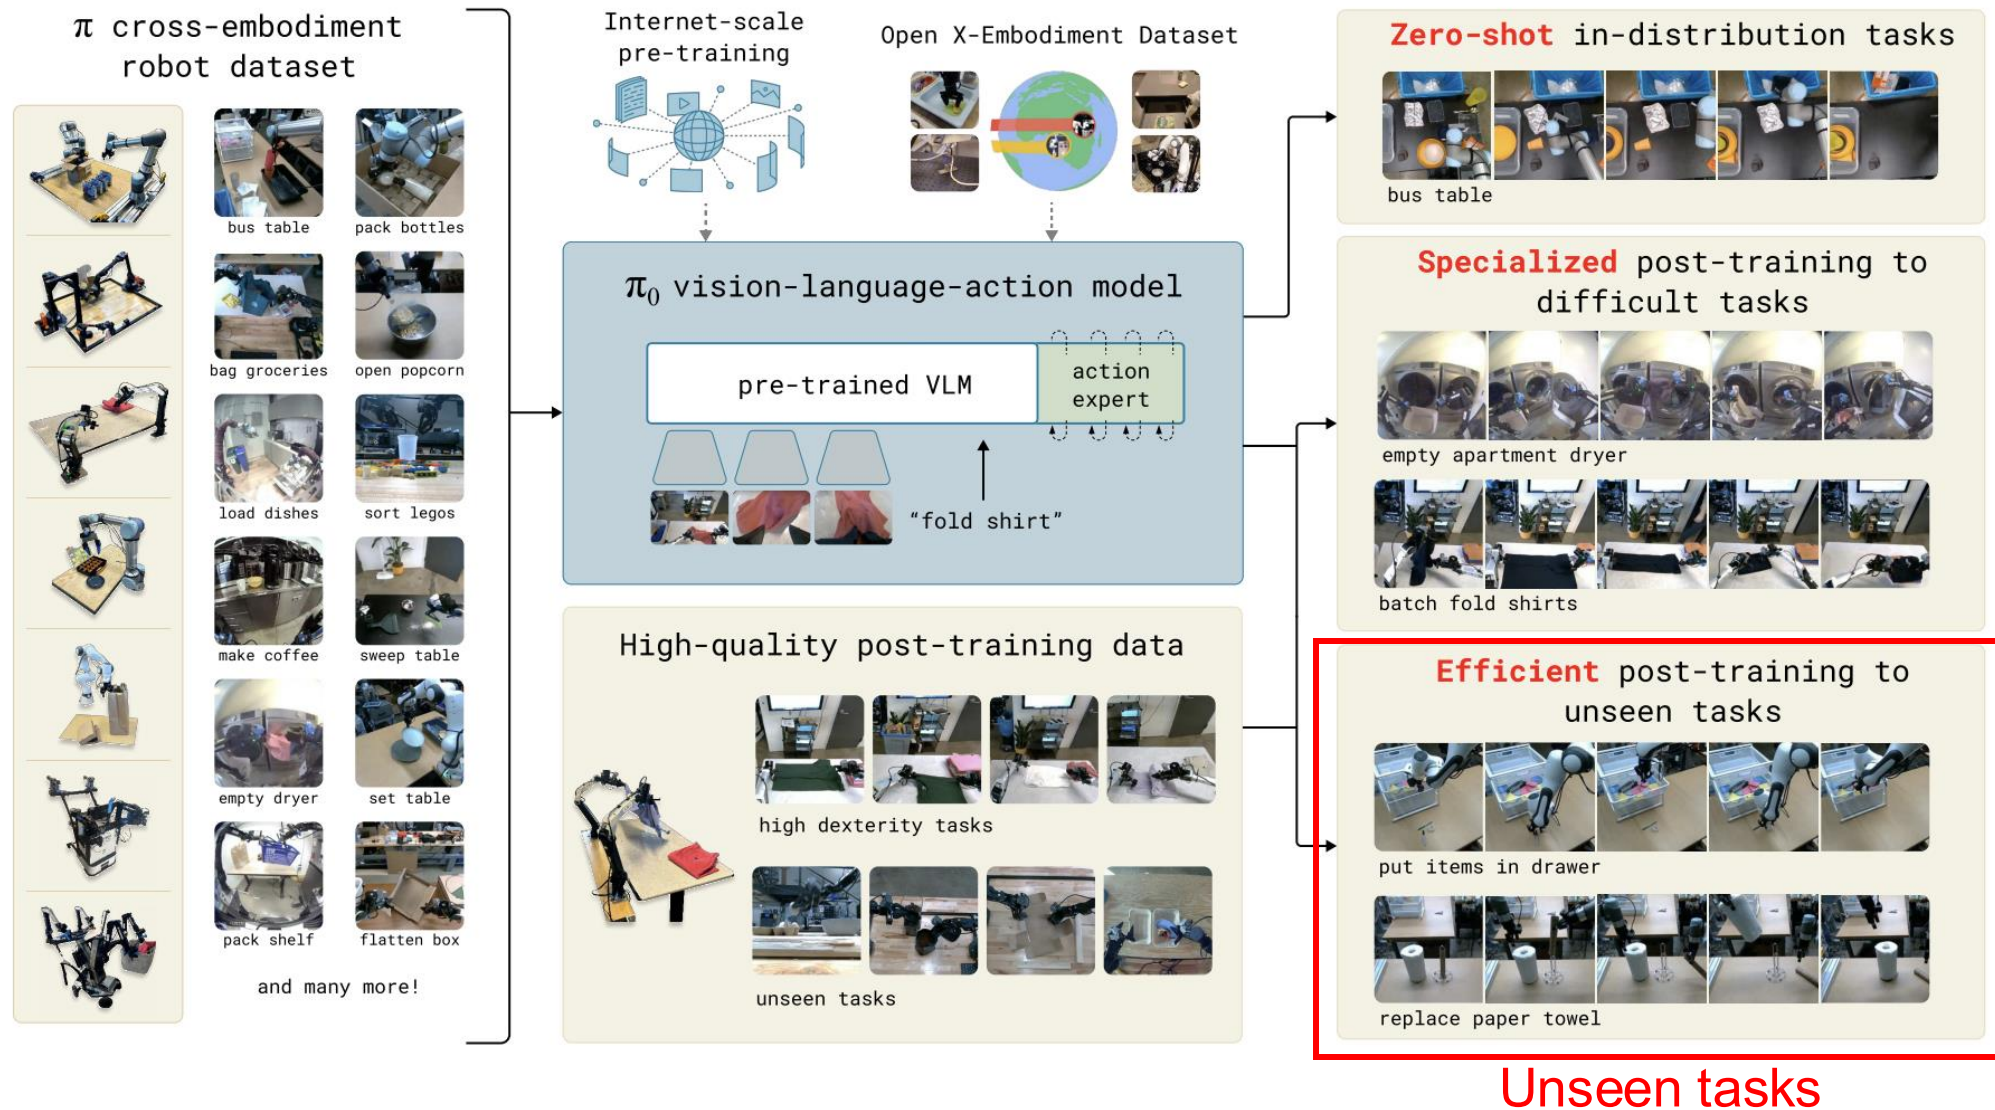 π cross-embodiment
robot dataset
bus table
pack bottles
bag groceries
open popcorn
load dishes
sort legos
make coffee
sweep table
empty dryer
set table
pack shelf
flatten box
and many more!
Internet-scale
pre-training
Open X-Embodiment Dataset
π₀ vision-language-action model
pre-trained VLM
action
expert
“fold shirt”
High-quality post-training data
high dexterity tasks
unseen tasks
Zero-shot in-distribution tasks
bus table
Specialized post-training to
difficult tasks
empty apartment dryer
batch fold shirts
Efficient post-training to
unseen tasks
put items in drawer
replace paper towel
Unseen tasks